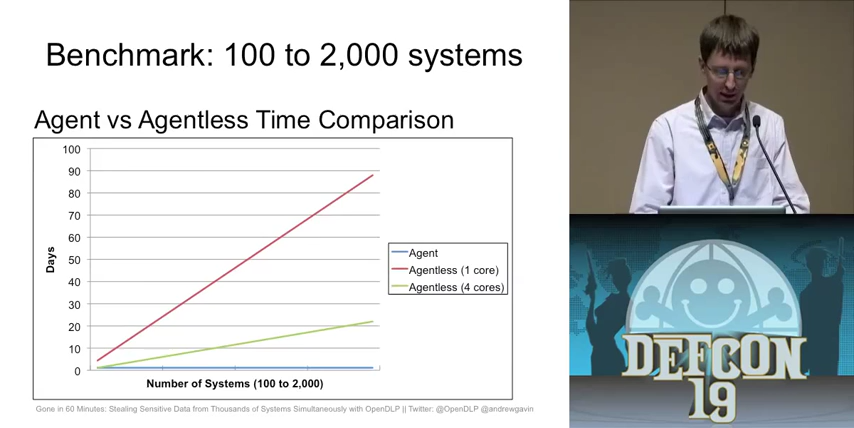 Benchmark: 100 to 2,000 systems
Agent vs Agentless Time Comparison
100
90
80
70
60
50
40
30
20
10
0
Days
Number of Systems (100 to 2,000)
Agent
Agentless (1 core)
Agentless (4 cores)
Gone in 60 Minutes: Stealing Sensitive Data from Thousands of Systems Simultaneously with OpenDLP || Twitter: @OpenDLP @andrewgavin
DEFCON
19